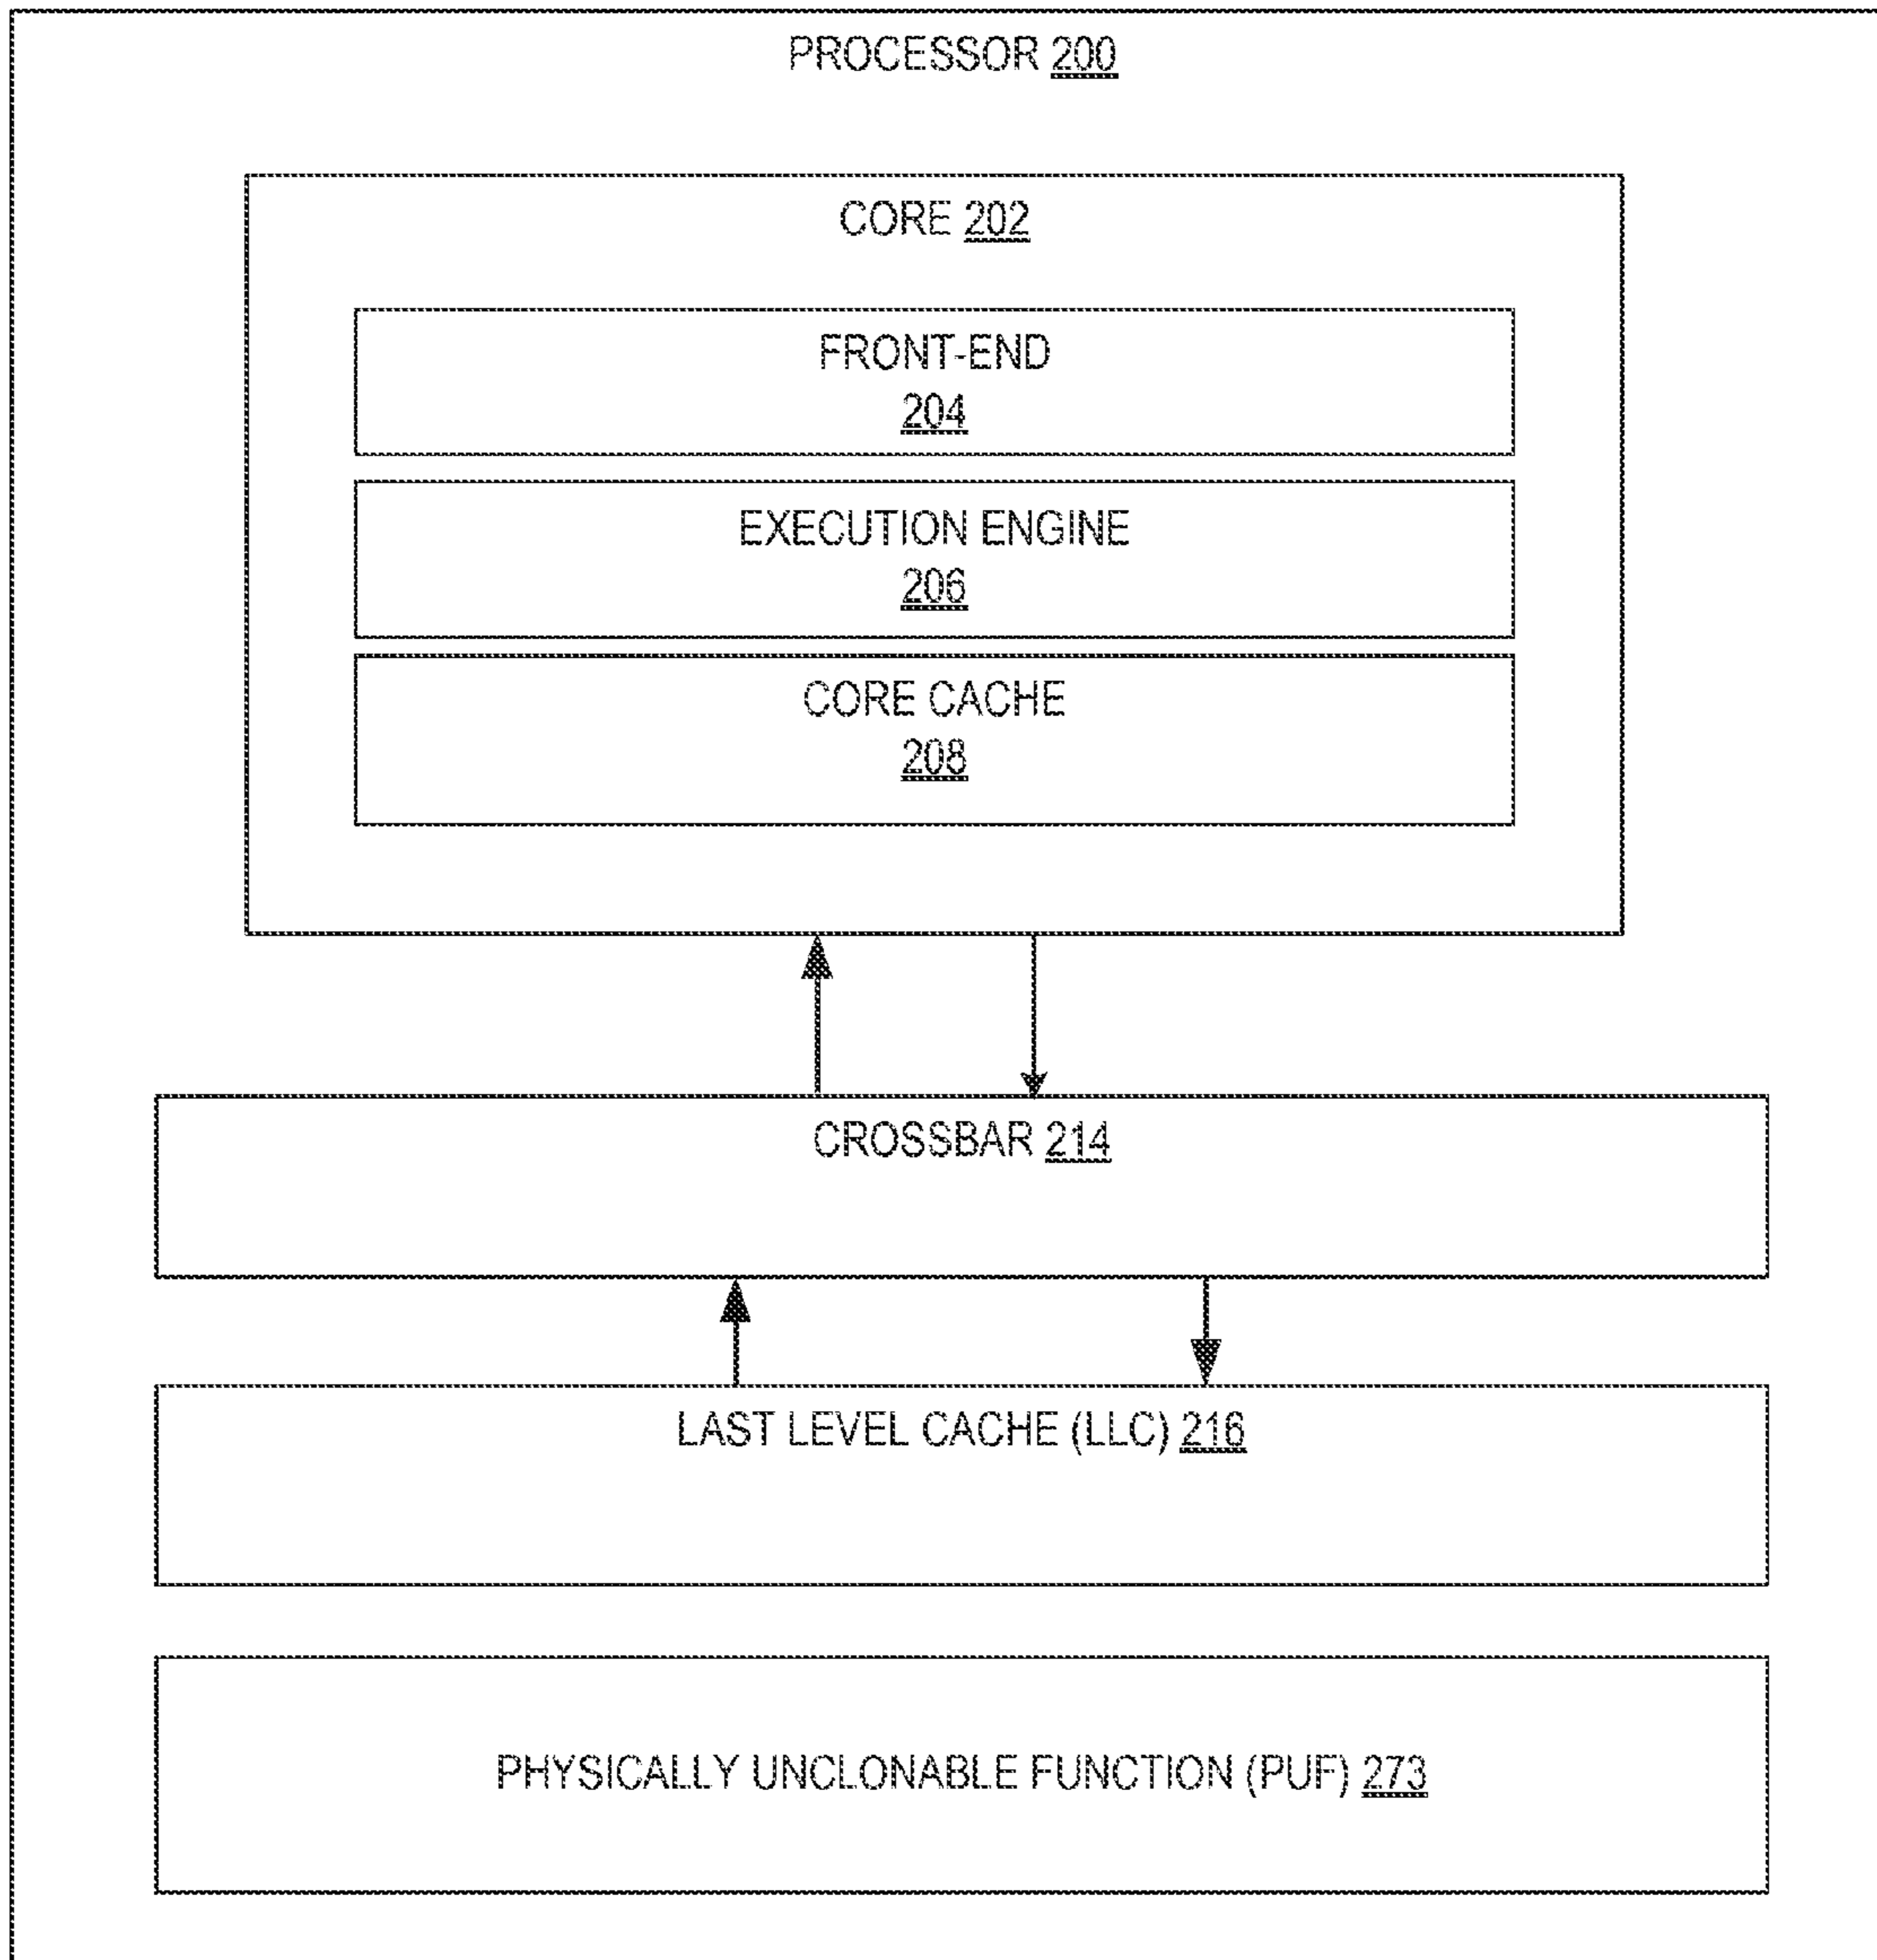 PROCESSOR 200
CORE 202
FRONT-END
204
EXECUTION ENGINE
206
CORE CACHE
208
CROSSBAR 214
LAST LEVEL CACHE (LLC) 216
PHYSICALLY UNCLONABLE FUNCTION (PUF) 273